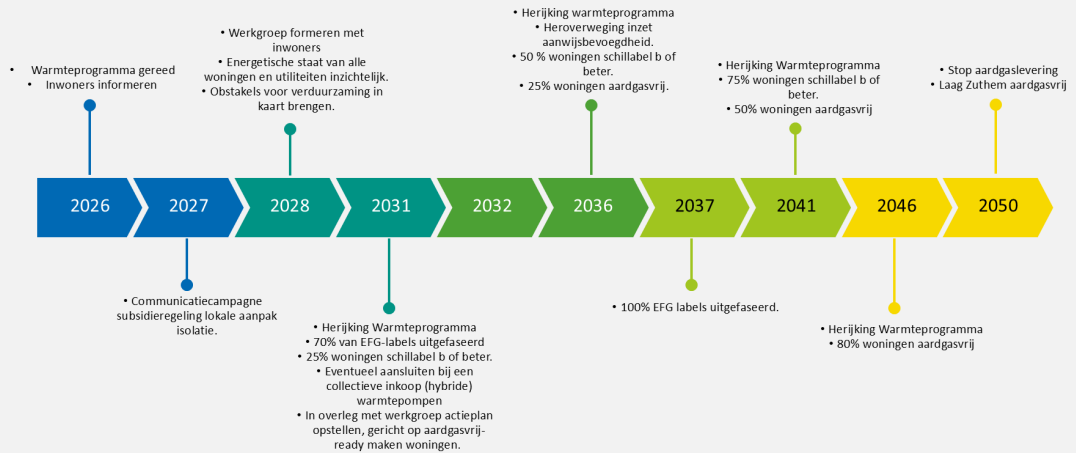 • Warmteprogramma gereed
• Inwoners informeren
• Werkgroep formeren met
inwoners
• Energetische staat van alle
woningen en utiliteiten inzichtelijk.
• Obstakels voor verduurzaming in
kaart brengen.
• Herijking warmteprogramma
• Heroverweging inzet
aanwijsbevoegdheid.
• 50 % woningen schillabel b of
beter.
• 25% woningen aardgasvrij.
• Herijking Warmteprogramma
• 75% woningen schillabel b of
beter.
• 50% woningen aardgasvrij
• Stop aardgaslevering
• Laag Zuthem aardgasvrij
2026 2027 2028 2031 2032 2036 2037 2041 2046 2050
• Communicatiecampagne
subsidieregeling lokale aanpak
isolatie.
• Herijking Warmteprogramma
• 70% van EFG-labels uitgefaseerd
• 25% woningen schillabel b of beter.
• Eventueel aansluiten bij een
collectieve inkoop (hybride)
warmtepompen
• In overleg met werkgroep actieplan
opstellen, gericht op aardgasvrij-
ready maken woningen.
• 100% EFG labels uitgefaseerd.
• Herijking Warmteprogramma
• 80% woningen aardgasvrij